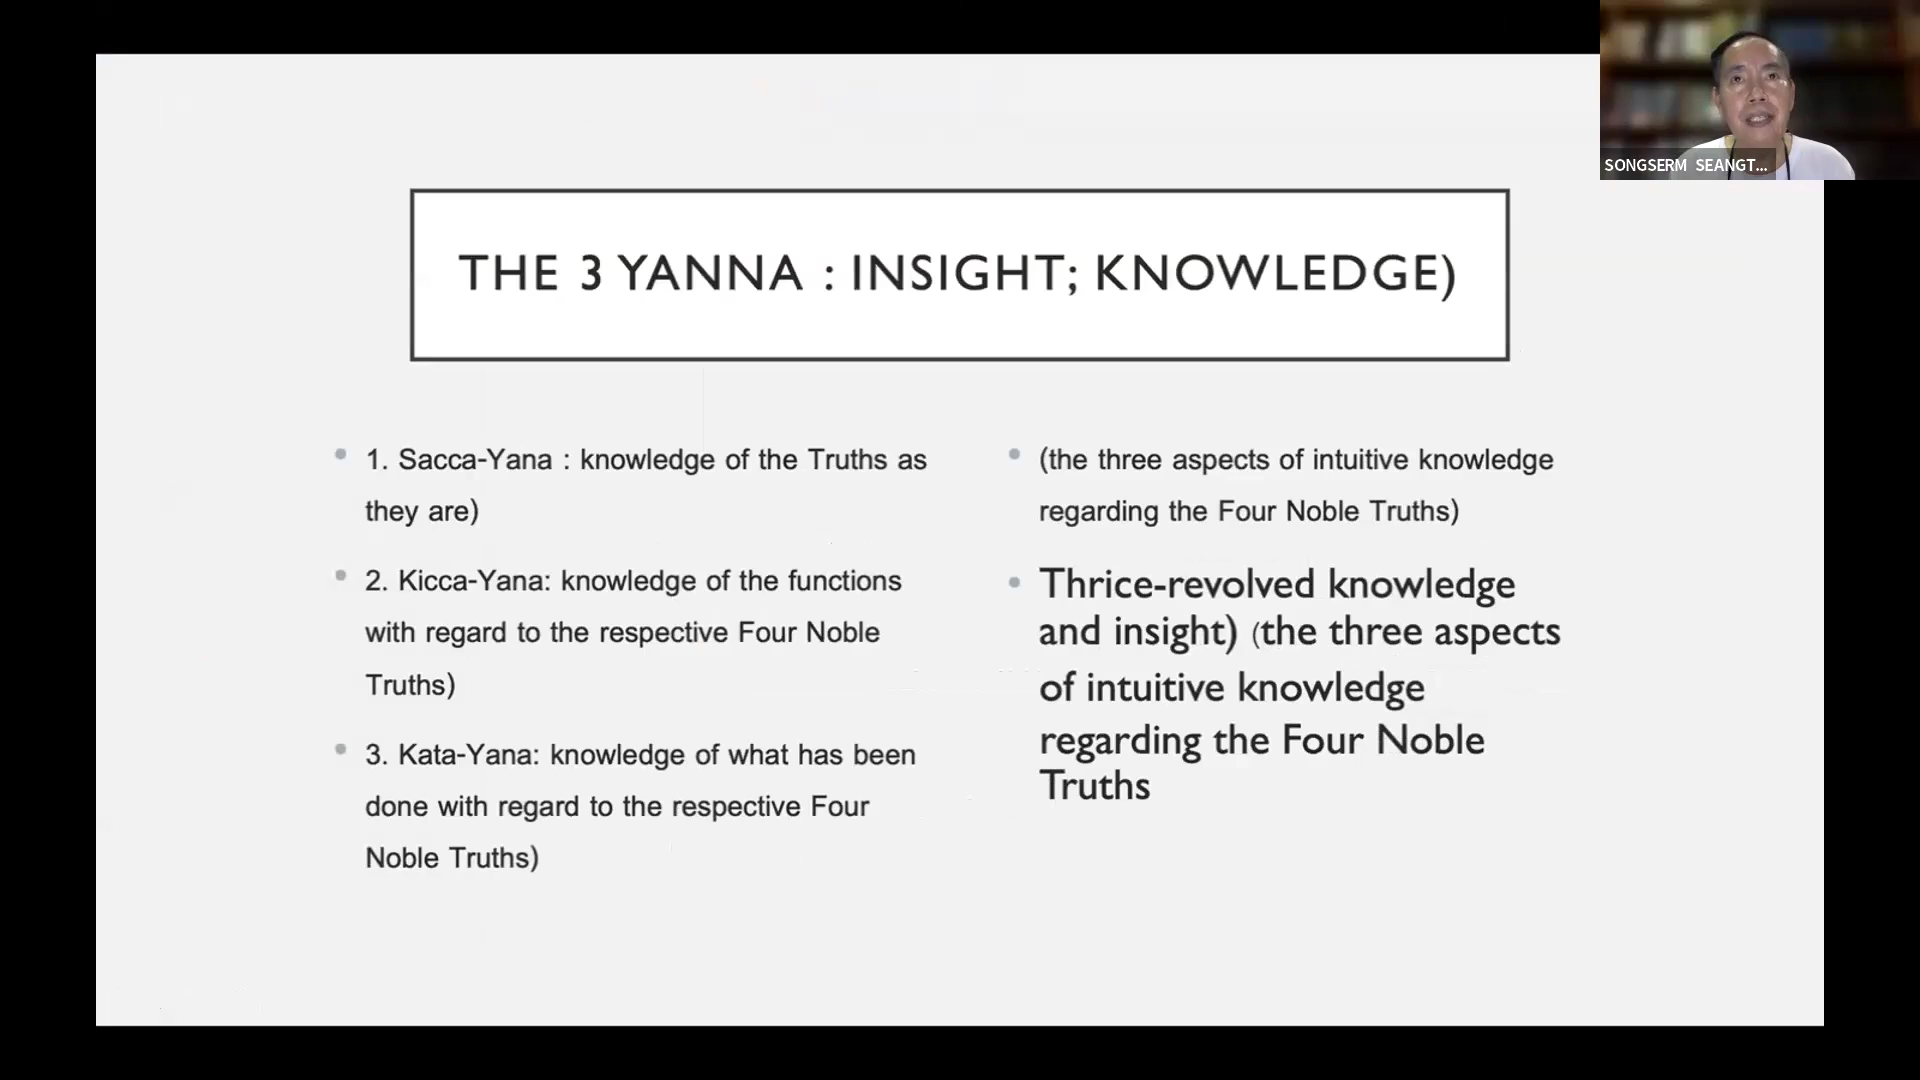 SONGSERM SEANGT...
THE 3 YANNA : INSIGHT; KNOWLEDGE)
1. Sacca-Yana : knowledge of the Truths as
they are)
2. Kicca-Yana: knowledge of the functions
with regard to the respective Four Noble
Truths)
3. Kata-Yana: knowledge of what has been
done with regard to the respective Four
Noble Truths)
(the three aspects of intuitive knowledge
regarding the Four Noble Truths)
Thrice-revolved knowledge
and insight) (the three aspects
of intuitive knowledge
regarding the Four Noble
Truths